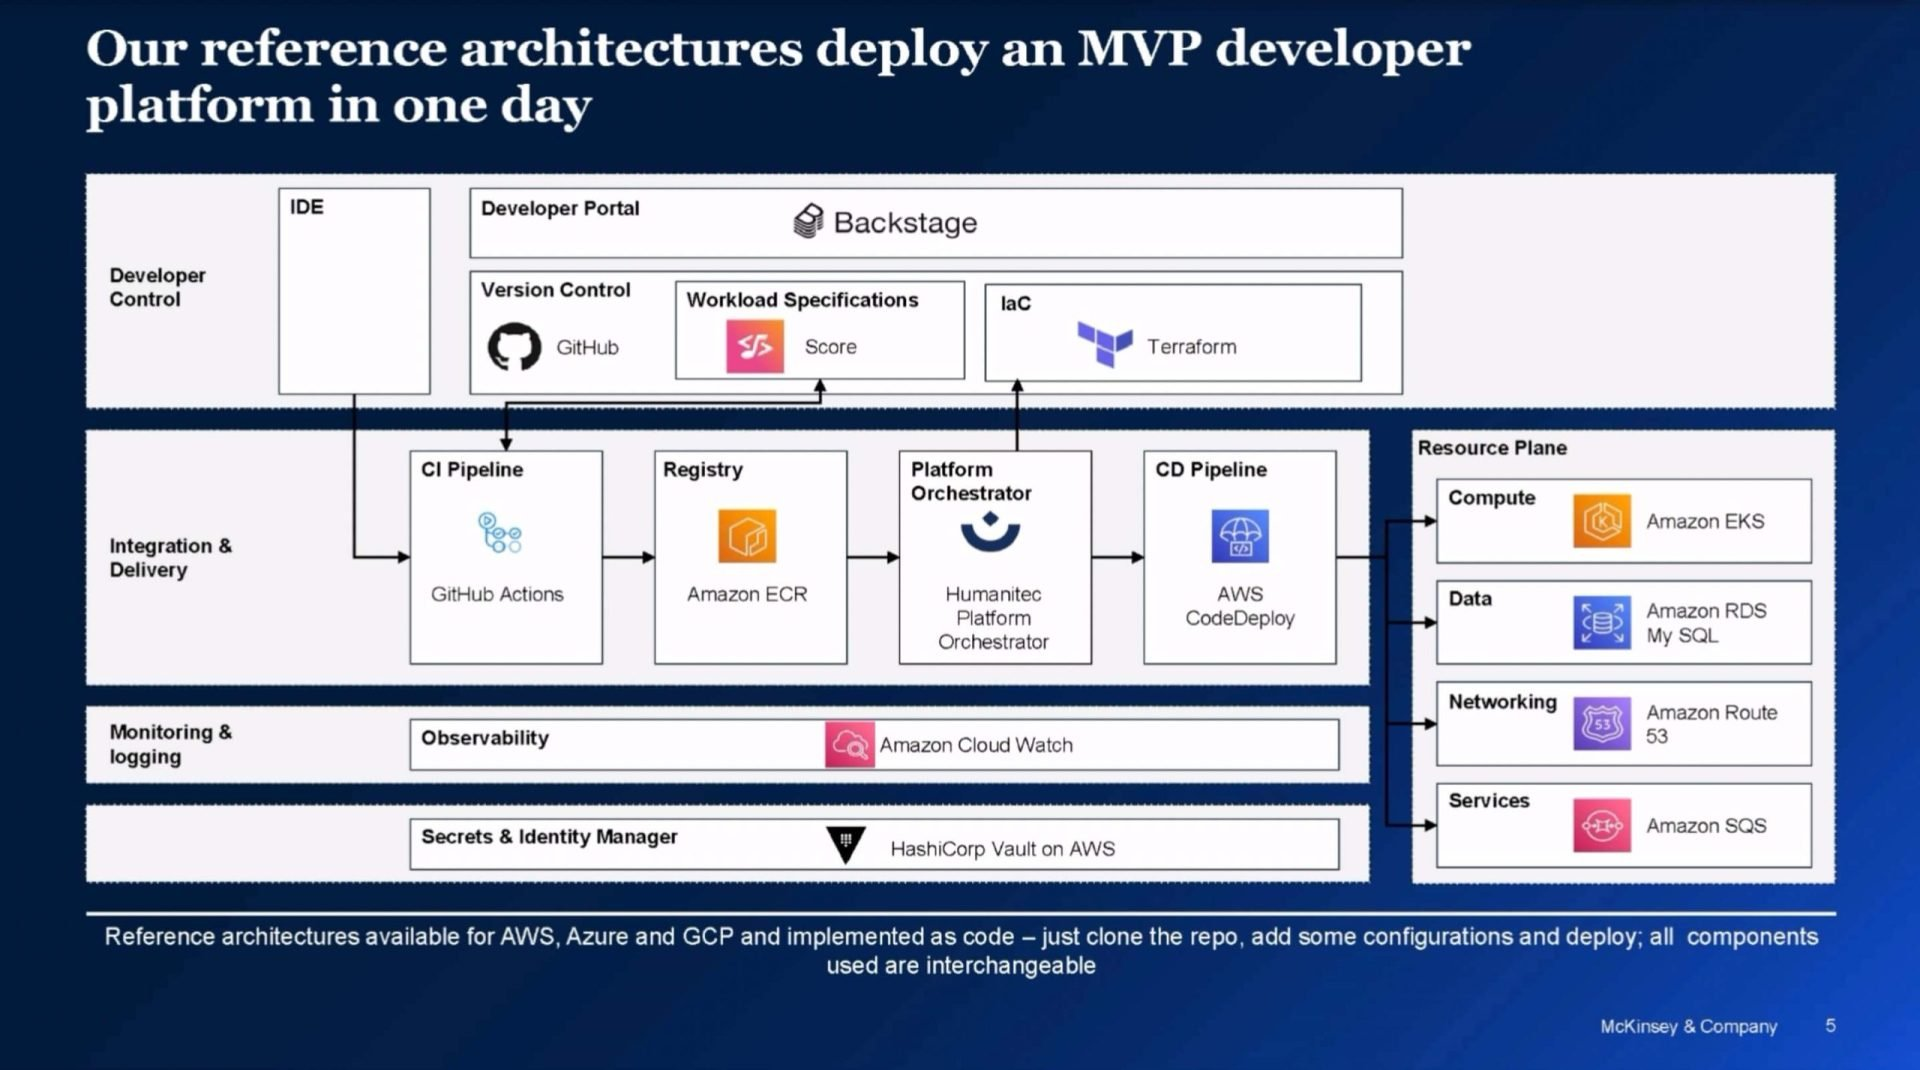 Our reference architectures deploy an MVP developer
platform in one day
Developer
Control
IDE
Developer Portal
Backstage
Version Control
GitHub
Workload Specifications
Score
IaC
Terraform
Integration &
Delivery
CI Pipeline
GitHub Actions
Registry
Amazon ECR
Platform
Orchestrator
Humanitec
Platform
Orchestrator
CD Pipeline
AWS
CodeDeploy
Resource Plane
Compute
K
Amazon EKS
Data
Amazon RDS
My SQL
Networking
53
Amazon Route
53
Services
Amazon SQS
Monitoring &
logging
Observability
Amazon Cloud Watch
Secrets & Identity Manager
HashiCorp Vault on AWS
Reference architectures available for AWS, Azure and GCP and implemented as code – just clone the repo, add some configurations and deploy; all components
used are interchangeable
McKinsey & Company
5